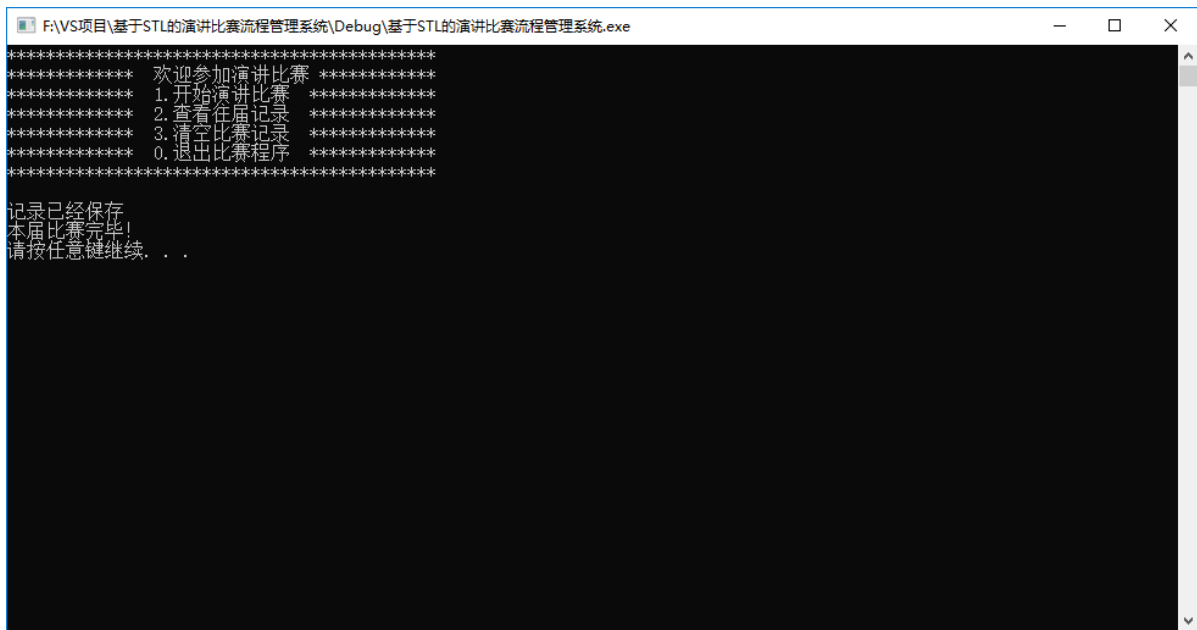 F:\VS项目\基于STL的演讲比赛流程管理系统\Debug\基于STL的演讲比赛流程管理系统.exe
********************************************
************* 欢迎参加演讲比赛 ************
************* 1.开始演讲比赛 *************
************* 2.查看往届记录 *************
************* 3.清空比赛记录 *************
************* 0.退出比赛程序 *************
********************************************
记录已经保存
本届比赛完毕!
请按任意键继续. . .